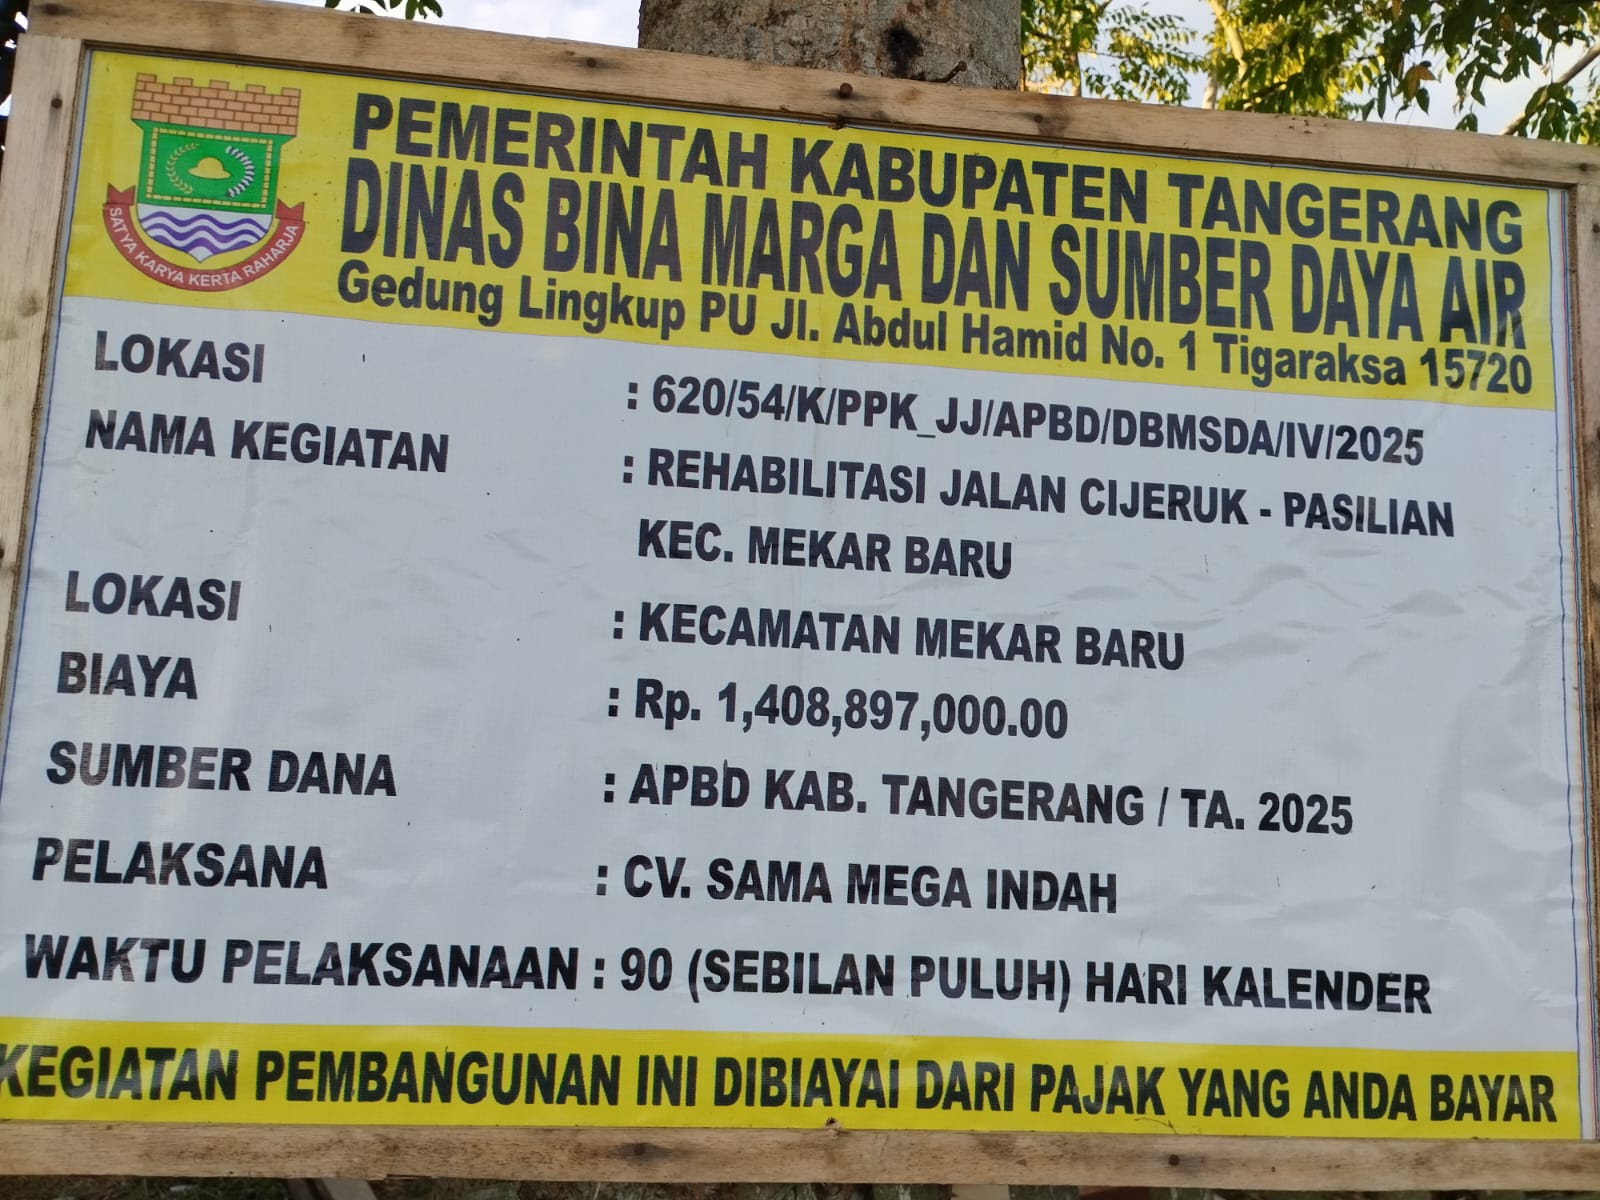 SATYA KARYA KERTA RAHARJA
PEMERINTAH KABUPATEN TANGERANG
DINAS BINA MARGA DAN SUMBER DAYA AIR
Gedung Lingkup PU Jl. Abdul Hamid No. 1 Tigaraksa 15720
LOKASI : 620/54/K/PPK_JJ/APBD/DBMSDA/IV/2025
NAMA KEGIATAN : REHABILITASI JALAN CIJERUK - PASILIAN
KEC. MEKAR BARU
LOKASI : KECAMATAN MEKAR BARU
BIAYA : Rp. 1,408,897,000.00
SUMBER DANA : APBD KAB. TANGERANG / TA. 2025
PELAKSANA : CV. SAMA MEGA INDAH
WAKTU PELAKSANAAN : 90 (SEBILAN PULUH) HARI KALENDER
KEGIATAN PEMBANGUNAN INI DIBIAYAI DARI PAJAK YANG ANDA BAYAR